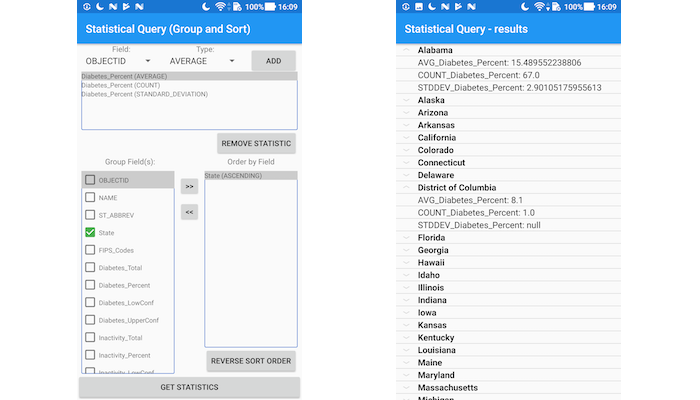 100% 16:09
Statistical Query (Group and Sort)
Field: Type:
OBJECTID AVERAGE ADD
Diabetes_Percent (AVERAGE)
Diabetes_Percent (COUNT)
Diabetes_Percent (STANDARD_DEVIATION)
REMOVE STATISTIC
Group Field(s): Order by Field
OBJECTID
NAME
ST_ABBREV
State
FIPS_Codes
Diabetes_Total
Diabetes_Percent
Diabetes_LowConf
Diabetes_UpperConf
Inactivity_Total
Inactivity_Percent
Inactivity_LowConf
>>
<<
State (ASCENDING)
REVERSE SORT ORDER
GET STATISTICS
100% 16:09
Statistical Query - results
Alabama
AVG_Diabetes_Percent: 15.489552238806
COUNT_Diabetes_Percent: 67.0
STDDEV_Diabetes_Percent: 2.90105175955613
Alaska
Arizona
Arkansas
California
Colorado
Connecticut
Delaware
District of Columbia
AVG_Diabetes_Percent: 8.1
COUNT_Diabetes_Percent: 1.0
STDDEV_Diabetes_Percent: null
Florida
Georgia
Hawaii
Idaho
Illinois
Indiana
Iowa
Kansas
Kentucky
Louisiana
Maine
Maryland
Massachusetts
Michigan